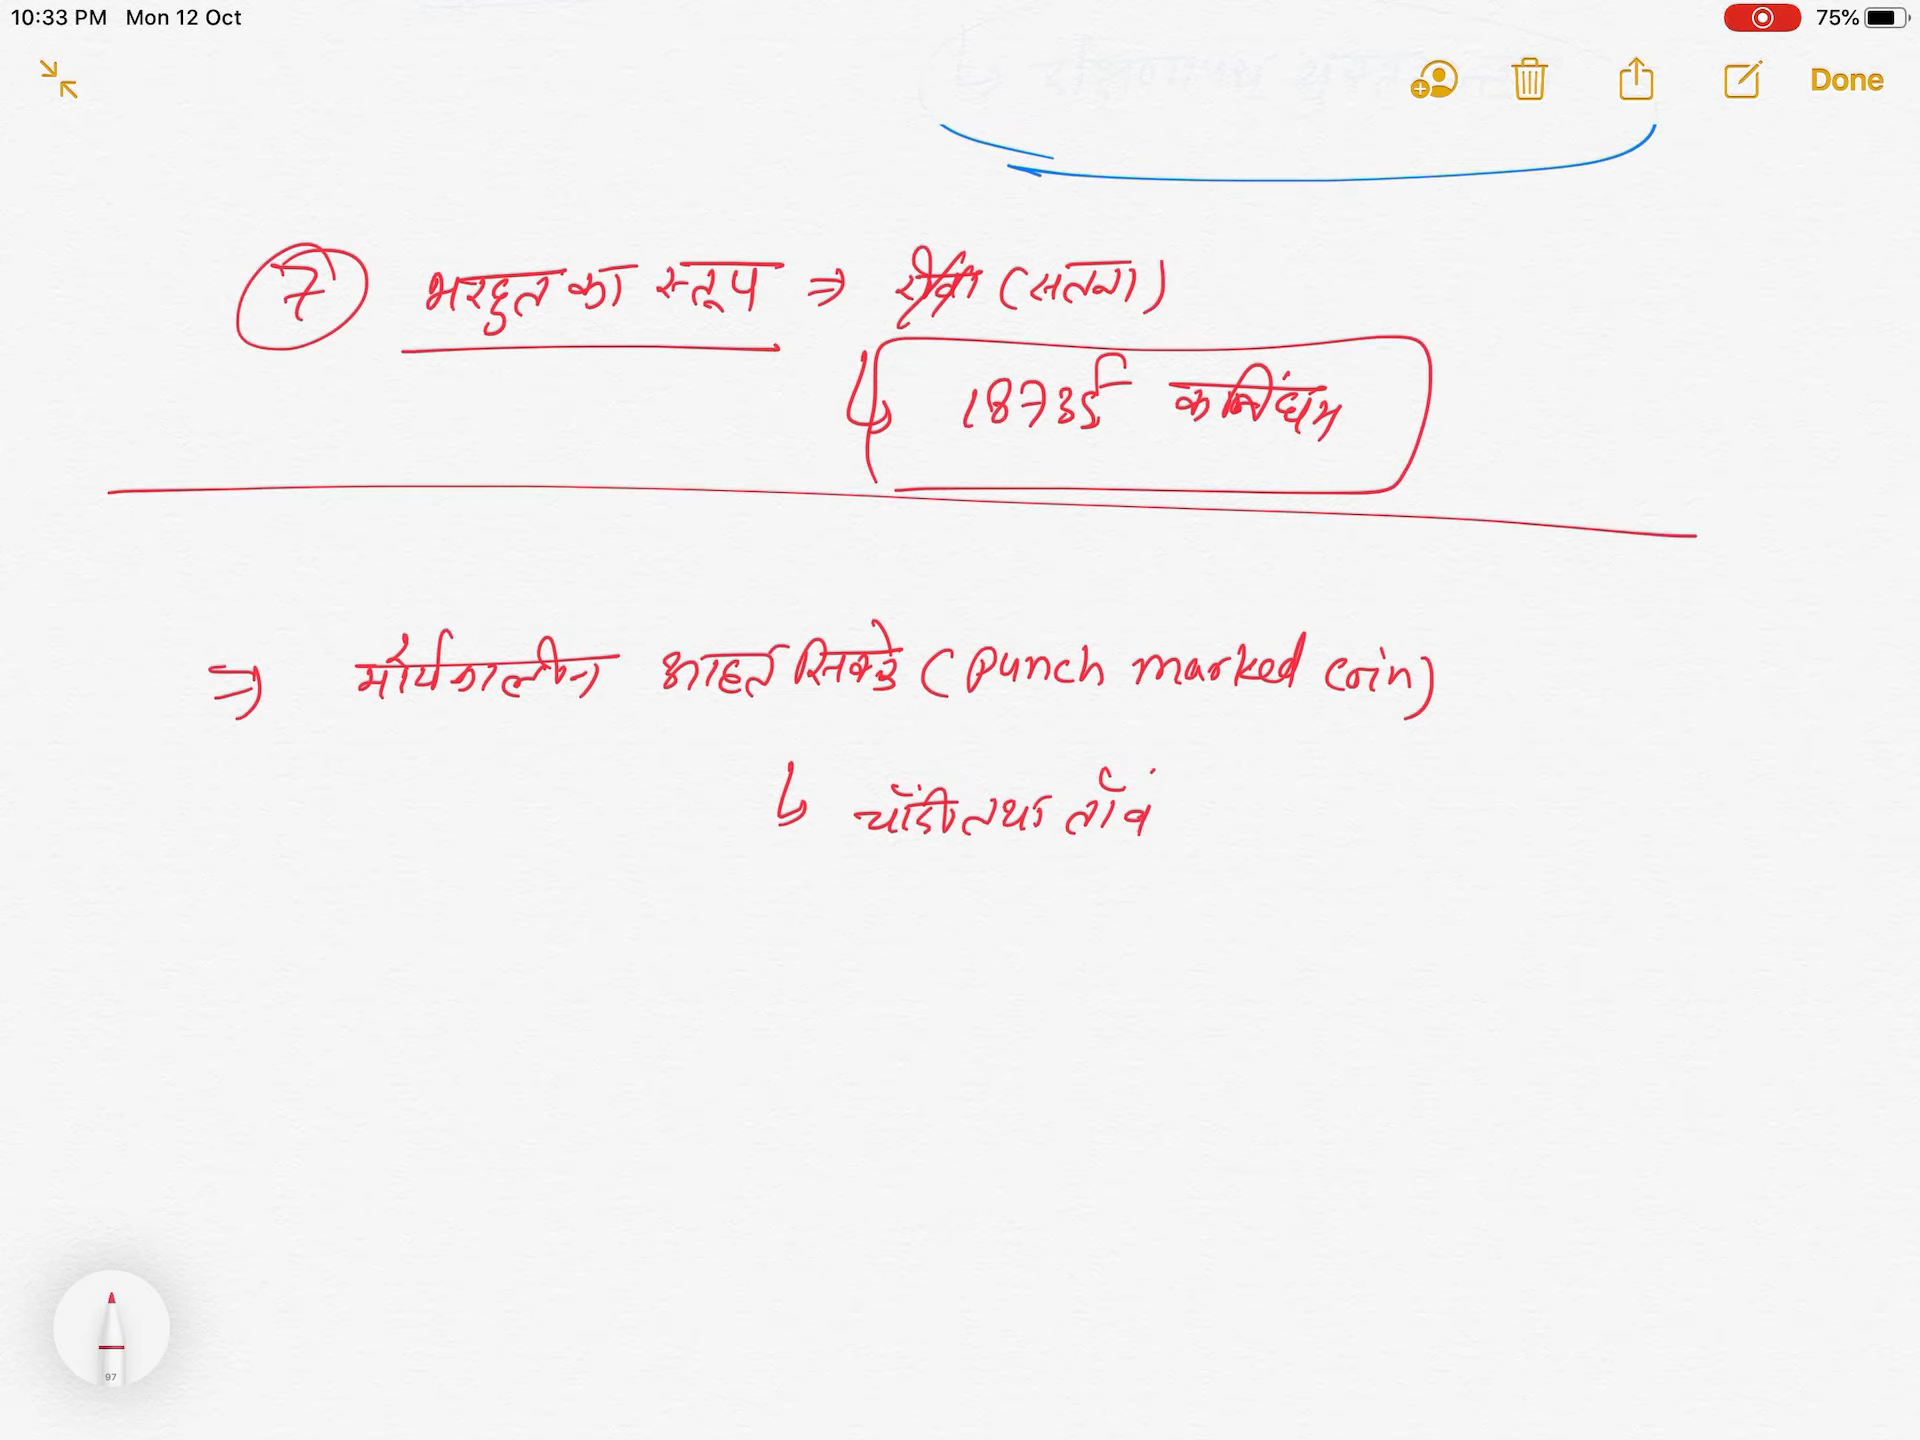 10:33 PM Mon 12 Oct 75%
Done
7 भरहुत का स्तूप ⇒ (सतना)
↳ 1873ई कनिंघम
⇒ मौर्यकालीन आहत सिक्के (Punch marked coin)
↳ चाँदी तथा ताँब
97